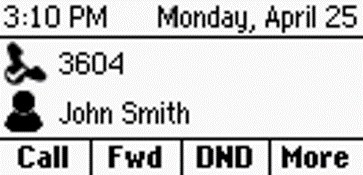 3:10 PM Monday, April 25
3604
John Smith
Call Fwd DND More